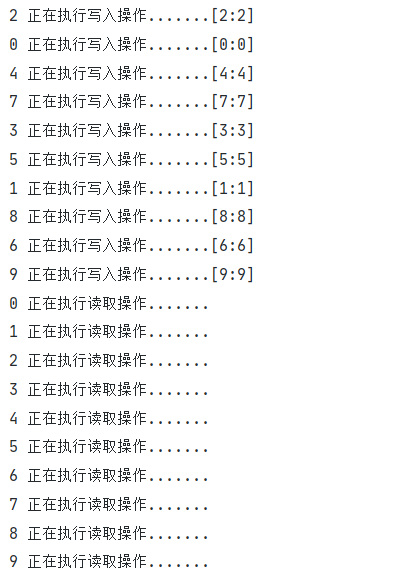 2 正在执行写入操作.......[2:2]
0 正在执行写入操作.......[0:0]
4 正在执行写入操作.......[4:4]
7 正在执行写入操作.......[7:7]
3 正在执行写入操作.......[3:3]
5 正在执行写入操作.......[5:5]
1 正在执行写入操作.......[1:1]
8 正在执行写入操作.......[8:8]
6 正在执行写入操作.......[6:6]
9 正在执行写入操作.......[9:9]
0 正在执行读取操作.......
1 正在执行读取操作.......
2 正在执行读取操作.......
3 正在执行读取操作.......
4 正在执行读取操作.......
5 正在执行读取操作.......
6 正在执行读取操作.......
7 正在执行读取操作.......
8 正在执行读取操作.......
9 正在执行读取操作.......